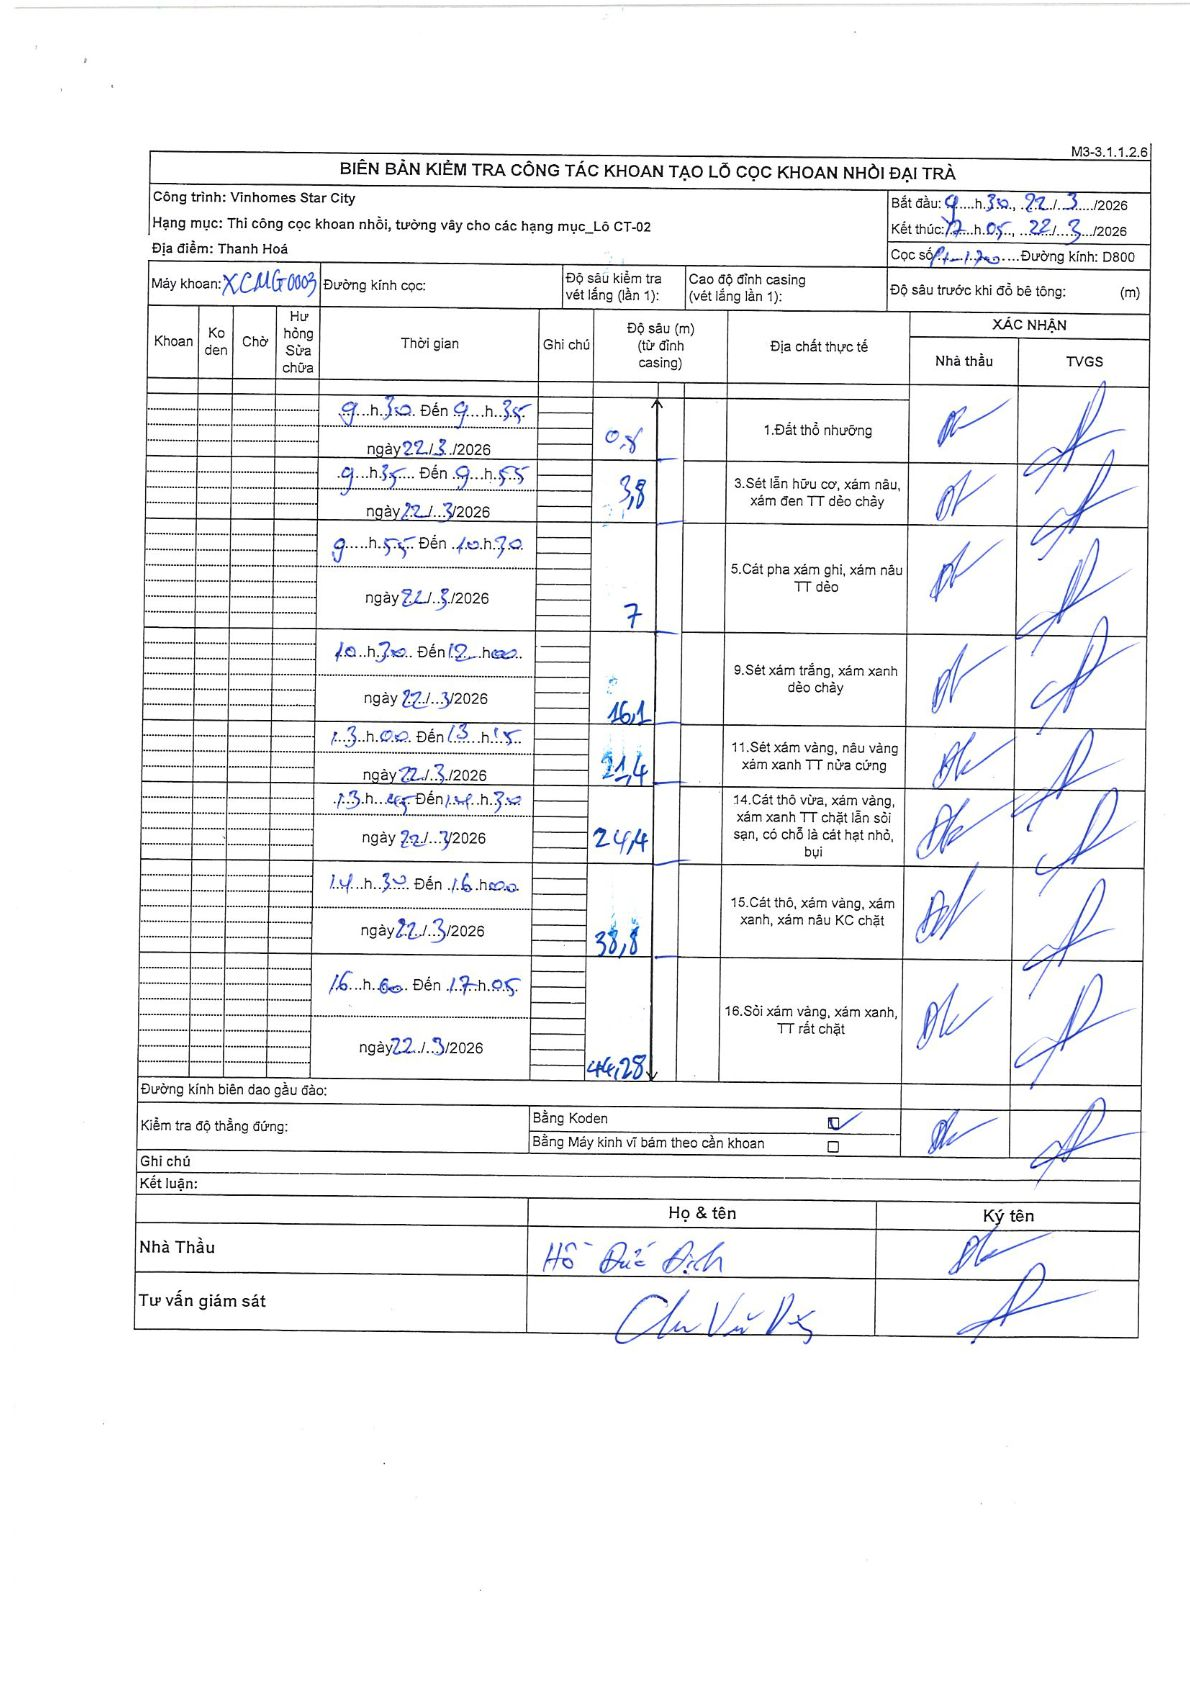 M3-3.1.1.2.6
BIÊN BẢN KIỂM TRA CÔNG TÁC KHOAN TẠO LỖ CỌC KHOAN NHỒI ĐẠI TRÀ
Công trình: Vinhomes Star City
Hạng mục: Thi công cọc khoan nhồi, tường vây cho các hạng mục_Lô CT-02
Địa điểm: Thanh Hoá
Bắt đầu: 9....h.30., .22./..3..../2026
Kết thúc: 17...h.05, ..22/...3.../2026
Cọc số ....Đường kính: D800
Máy khoan: XCMG0003
Đường kính cọc:
Độ sâu kiểm tra vét lắng (lần 1):
Cao độ đỉnh casing (vét lắng lần 1):
Độ sâu trước khi đổ bê tông: (m)
Khoan
Ko đen
Chờ
Hư hỏng Sửa chữa
Thời gian
Ghi chú
Độ sâu (m) (từ đỉnh casing)
Địa chất thực tế
XÁC NHẬN
Nhà thầu
TVGS
.9...h.30. Đến 9....h..35.
ngày 22./.3../2026
0,8
1.Đất thổ nhưỡng
.9...h35.... Đến ..9...h.55
ngày 22./...3/2026
3,8
3.Sét lẫn hữu cơ, xám nâu,
xám đen TT dẻo chảy
9.....h.55. Đến .10.h.30.
ngày 22./..3./2026
7
5.Cát pha xám ghi, xám nâu
TT dẻo
.10...h.30.. Đến 12...h00..
ngày 22../...3/2026
16,1
9.Sét xám trắng, xám xanh
dẻo chảy
1.3...h.00. Đến 13...h.15..
ngày 22./...3./2026
21,4
11.Sét xám vàng, nâu vàng
xám xanh TT nửa cứng
.13.h...45 Đến 14..h.30
ngày 22../...3/2026
24,4
14.Cát thô vừa, xám vàng,
xám xanh TT chặt lẫn sỏi
sạn, có chỗ là cát hạt nhỏ,
bụi
14...h..30. Đến .16.h00.
ngày 22./...3/2026
38,8
15.Cát thô, xám vàng, xám
xanh, xám nâu KC chặt
16...h..00.. Đến .17.h.05.
ngày 22../..3/2026
44,28
16.Sỏi xám vàng, xám xanh,
TT rất chặt
Đường kính biên dao gầu đào:
Kiểm tra độ thẳng đứng:
Bằng Koden
Bằng Máy kinh vĩ bám theo cần khoan
Ghi chú
Kết luận:
Họ & tên
Ký tên
Nhà Thầu
Hồ Đức Địch
Tư vấn giám sát